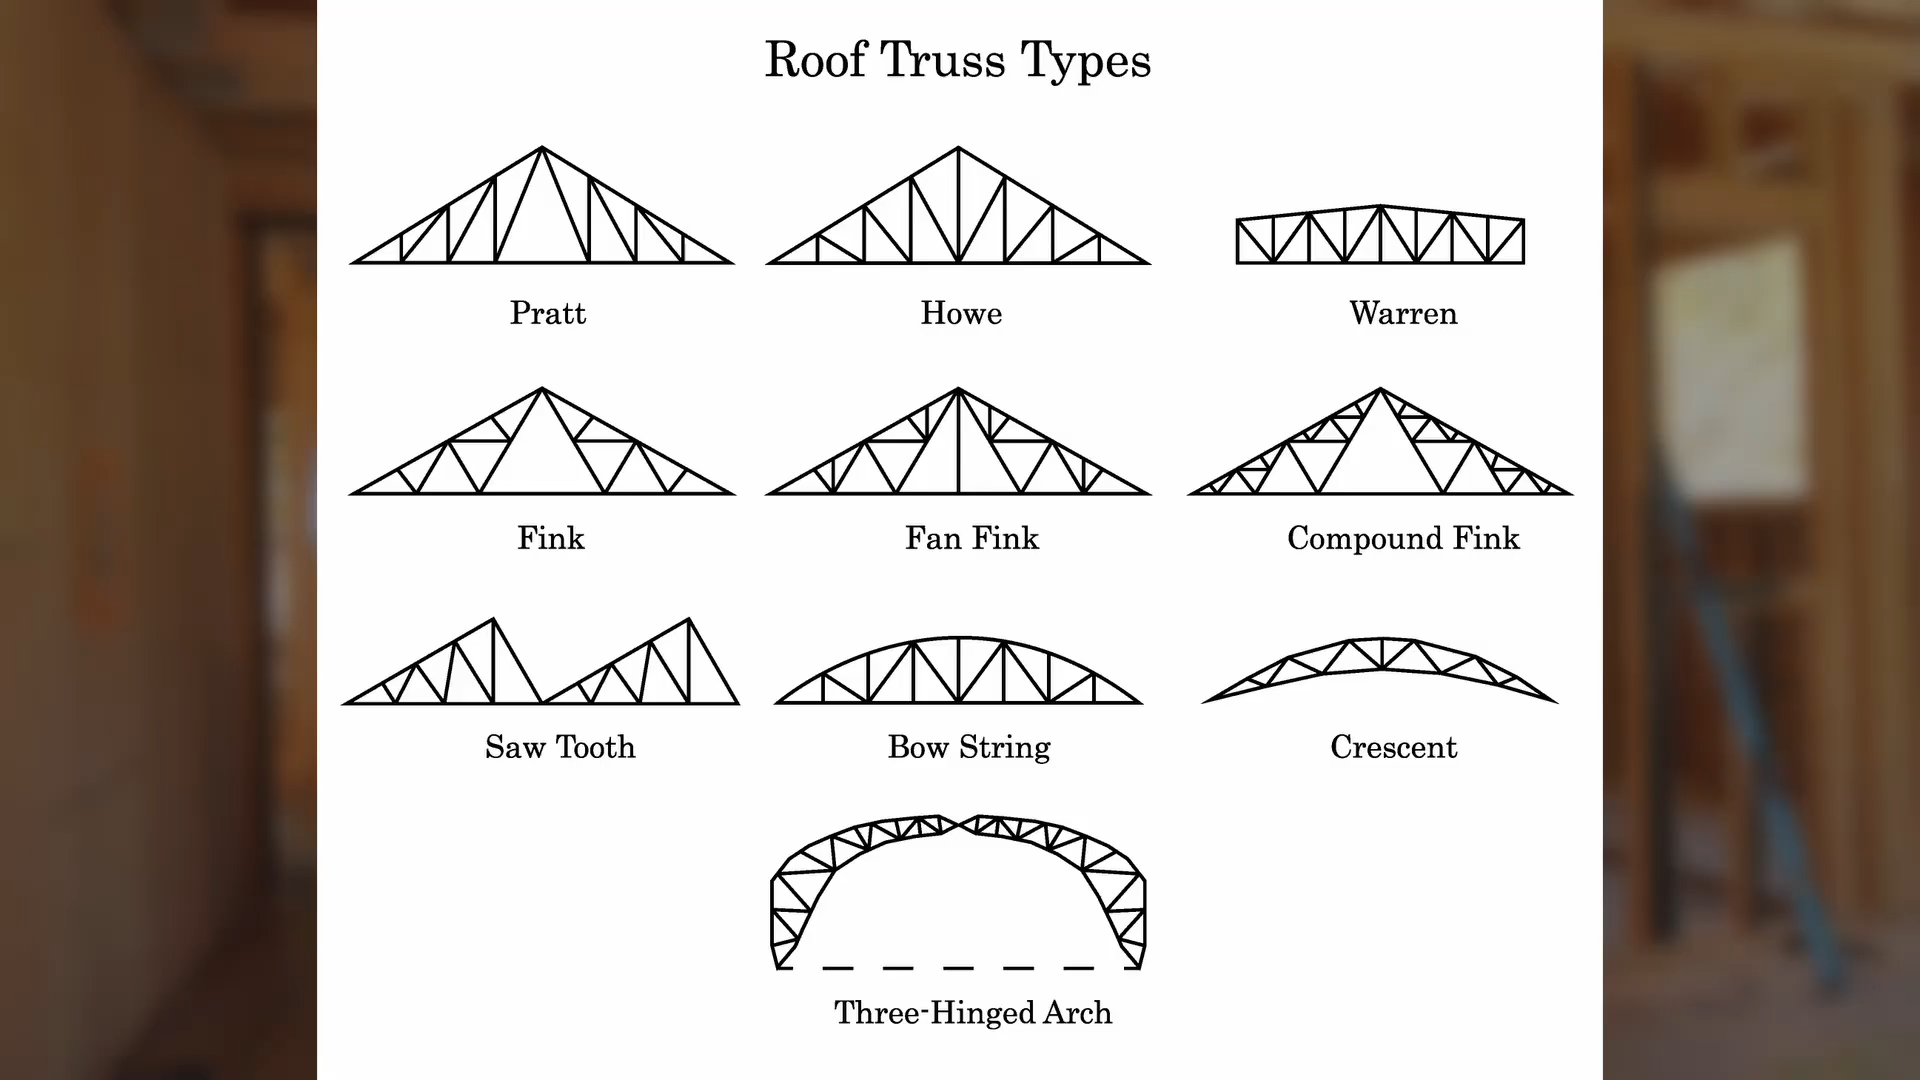 Roof Truss Types
Pratt
Howe
Warren
Fink
Fan Fink
Compound Fink
Saw Tooth
Bow String
Crescent
Three-Hinged Arch